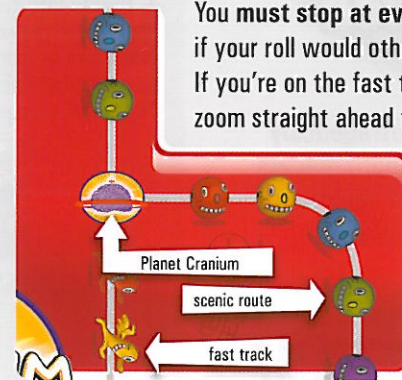 You must stop at ev
if your roll would oth
If you're on the fast t
zoom straight ahead
Planet Cranium
scenic route
fast track
M